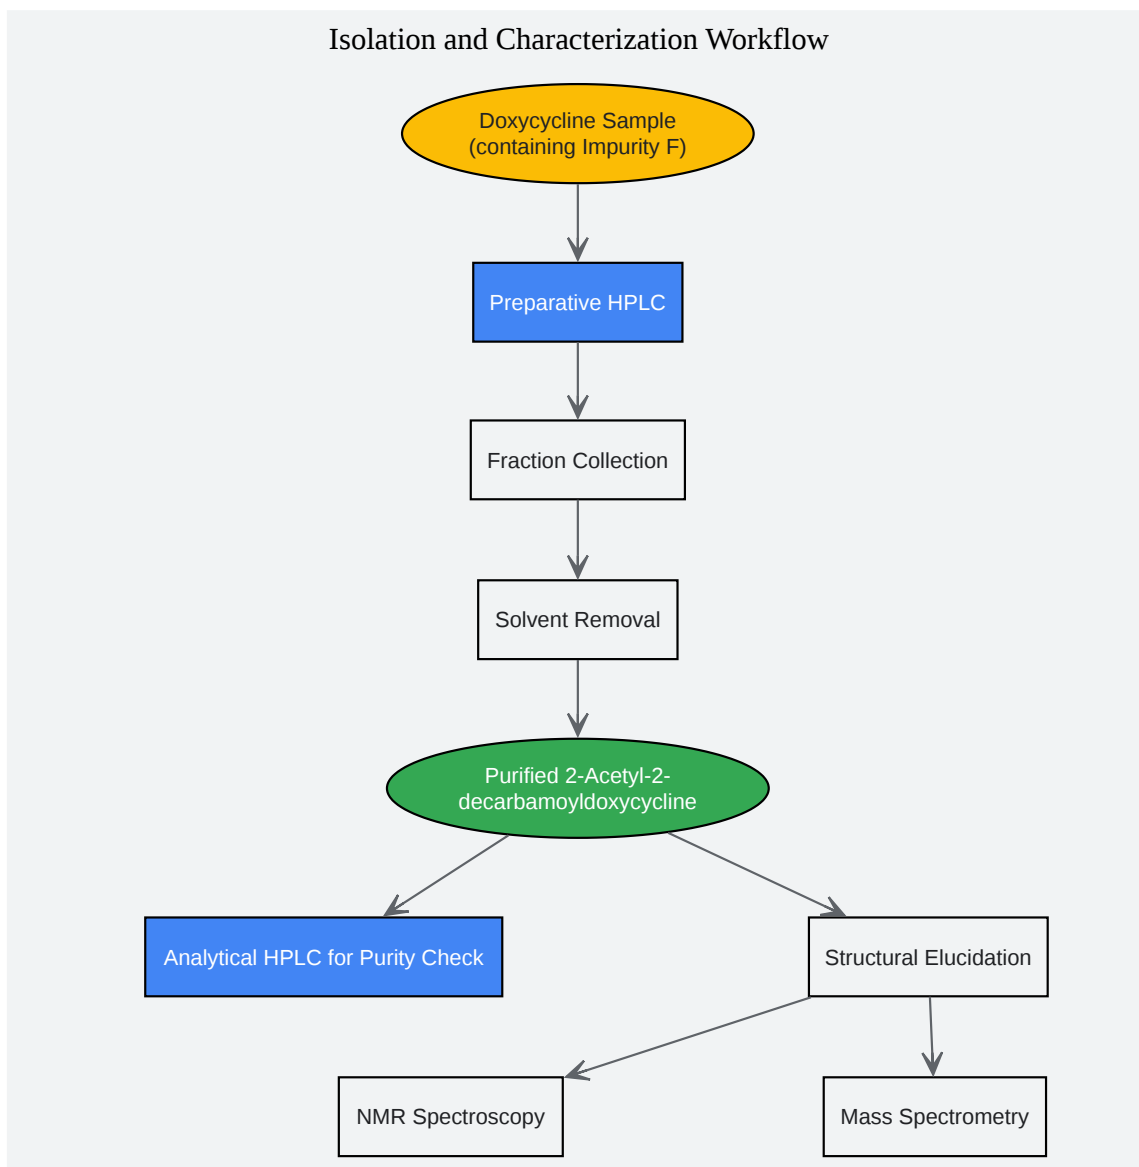 Isolation and Characterization Workflow
Doxycycline Sample
(containing Impurity F)
Preparative HPLC
Fraction Collection
Solvent Removal
Purified 2-Acetyl-2-
decarbamoyldoxycycline
Analytical HPLC for Purity Check
Structural Elucidation
NMR Spectroscopy
Mass Spectrometry